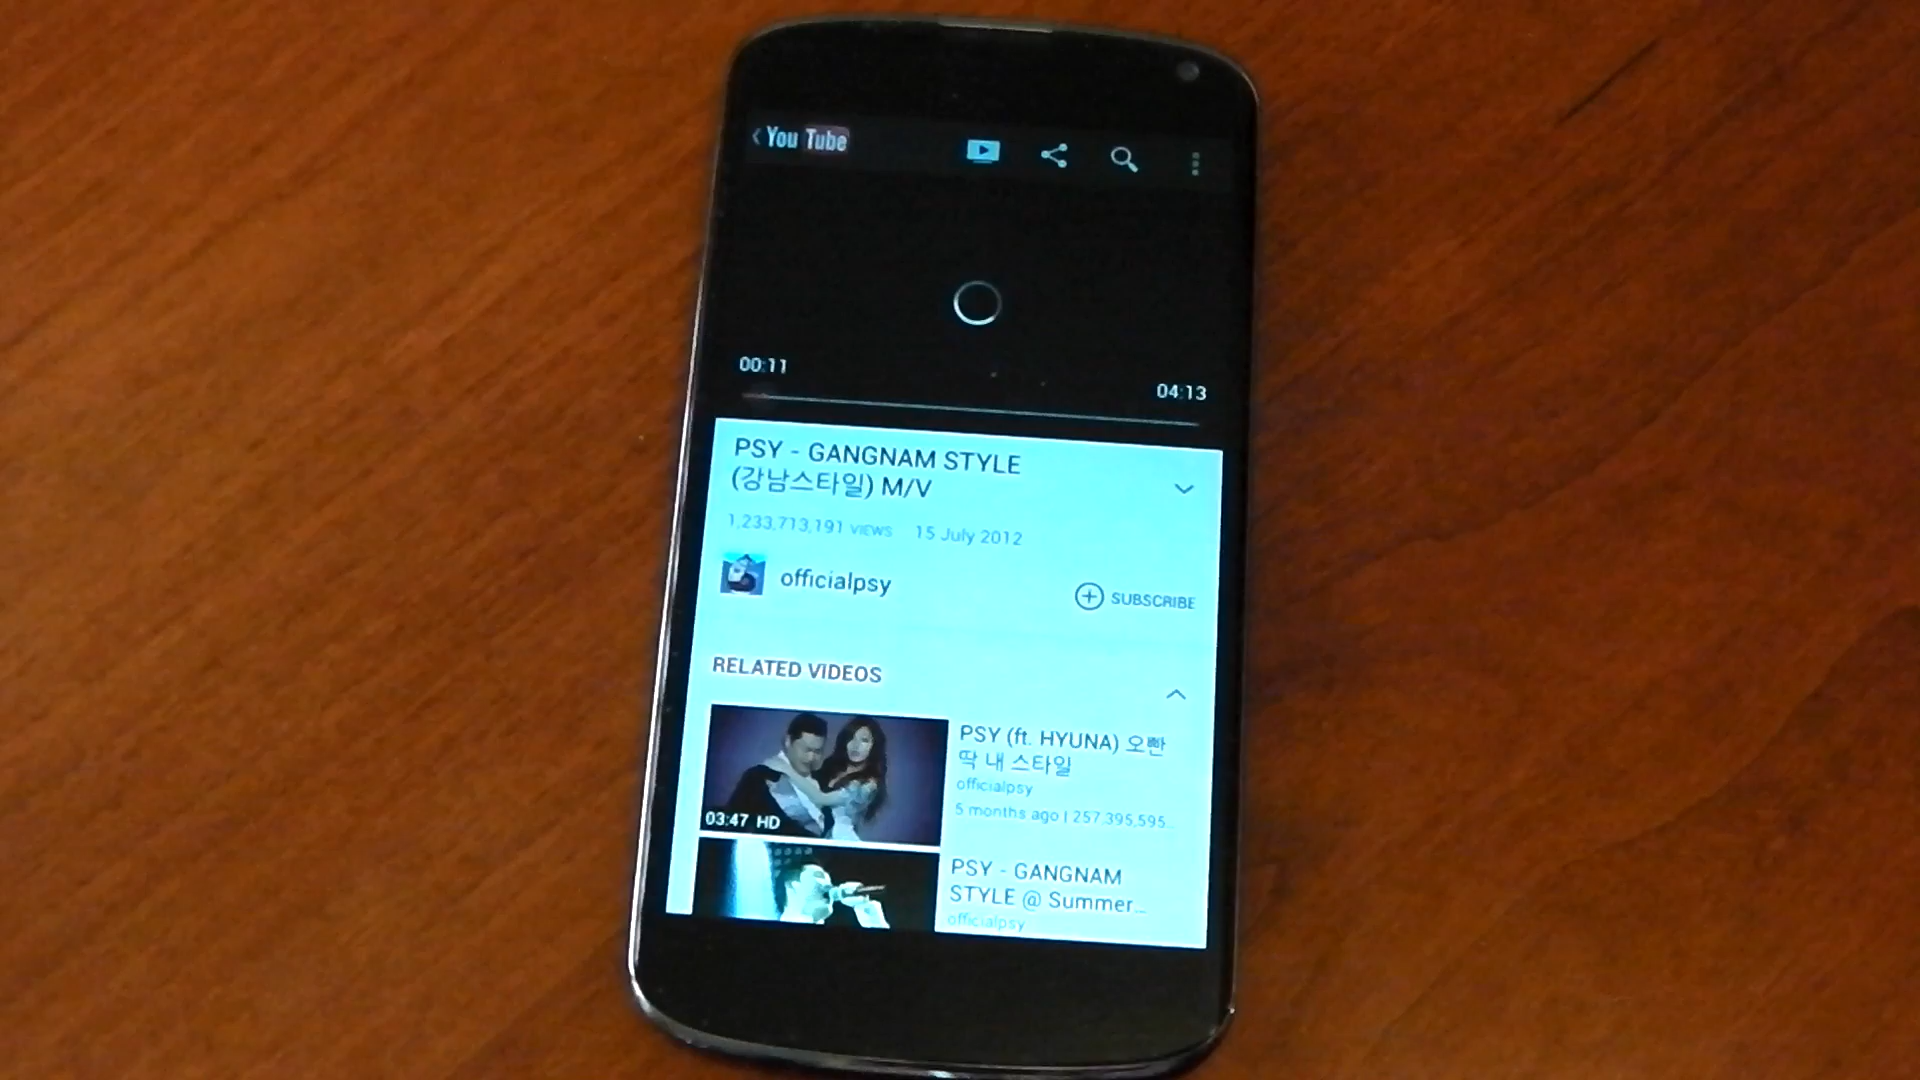 You Tube
00:11
04:13
PSY - GANGNAM STYLE
(강남스타일) M/V
1,233,713,191 VIEWS 15 July 2012
officialpsy
SUBSCRIBE
RELATED VIDEOS
03:47 HD
PSY (ft. HYUNA) 오빤
딱 내 스타일
officialpsy
5 months ago | 257,395,595...
PSY - GANGNAM
STYLE @ Summer...
officialpsy